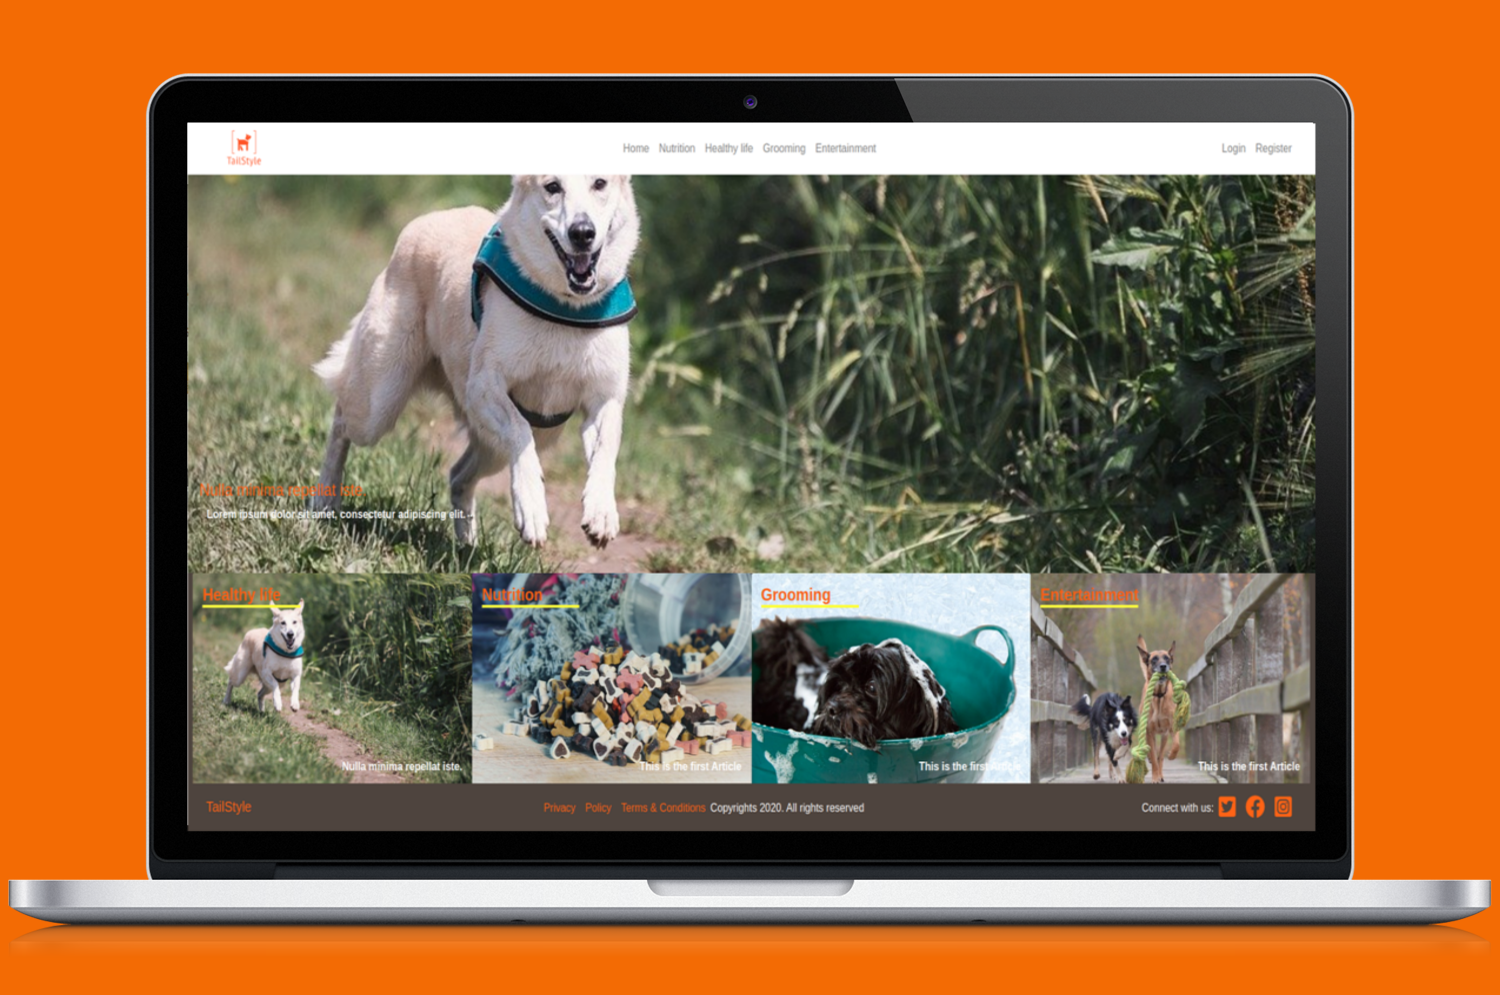 TailStyle
Home Nutrition Healthy life Grooming Entertainment
Login Register
Nulla minima repellat iste.
Lorem ipsum dolor sit amet, consectetur adipiscing elit.
Healthy life
Nulla minima repellat iste.
Nutrition
This is the first Article
Grooming
This is the first Article
Entertainment
This is the first Article
TailStyle
Privacy Policy Terms & Conditions Copyrights 2020. All rights reserved
Connect with us: